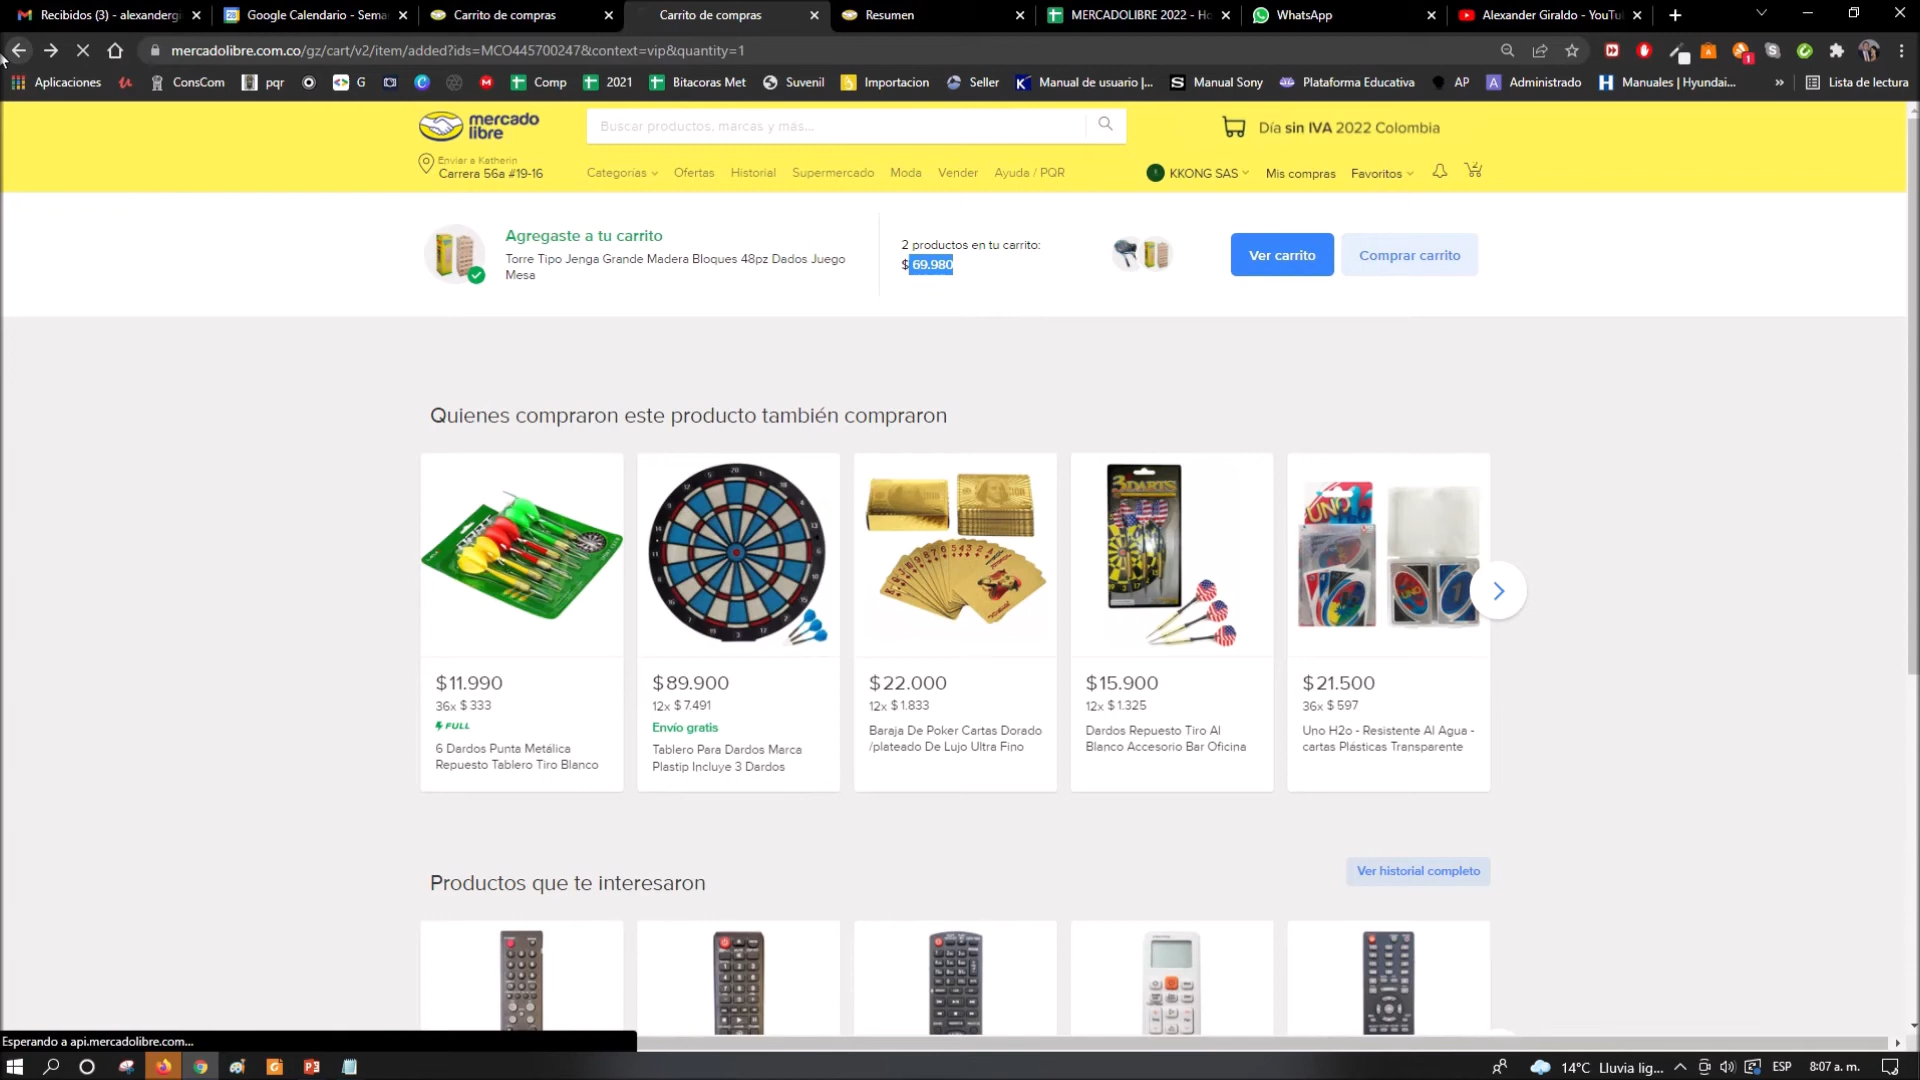 Recibidos (3) - alexandergi
Google Calendario - Sema
Carrito de compras
Carrito de compras
Resumen
MERCADOLIBRE 2022 - Ho
WhatsApp
Alexander Giraldo - YouTu
mercadolibre.com.co/gz/cart/v2/item/added?ids=MCO445700247&context=vip&quantity=1
Aplicaciones
ConsCom
pqr
G
Comp
2021
Bitacoras Met
Suvenil
Importacion
Seller
Manual de usuario |...
Manual Sony
Plataforma Educativa
AP
Administrado
Manuales | Hyundai...
»
Lista de lectura
mercado libre
Buscar productos, marcas y más...
Día sin IVA 2022 Colombia
Enviar a Katherin
Carrera 56a #19-16
Categorías
Ofertas
Historial
Supermercado
Moda
Vender
Ayuda / PQR
KKONG SAS
Mis compras
Favoritos
2
Agregaste a tu carrito
Torre Tipo Jenga Grande Madera Bloques 48pz Dados Juego
Mesa
2 productos en tu carrito:
$ 69.980
Ver carrito
Comprar carrito
Quienes compraron este producto también compraron
3 DARTS
UNO
$ 11.990
36x $ 333
FULL
6 Dardos Punta Metálica
Repuesto Tablero Tiro Blanco
$ 89.900
12x $ 7.491
Envío gratis
Tablero Para Dardos Marca
Plastip Incluye 3 Dardos
$ 22.000
12x $ 1.833
Baraja De Poker Cartas Dorado
/plateado De Lujo Ultra Fino
$ 15.900
12x $ 1.325
Dardos Repuesto Tiro Al
Blanco Accesorio Bar Oficina
$ 21.500
36x $ 597
Uno H2o - Resistente Al Agua -
cartas Plásticas Transparente
Productos que te interesaron
Ver historial completo
Esperando a api.mercadolibre.com...
14°C Lluvia lig...
ESP
8:07 a. m.